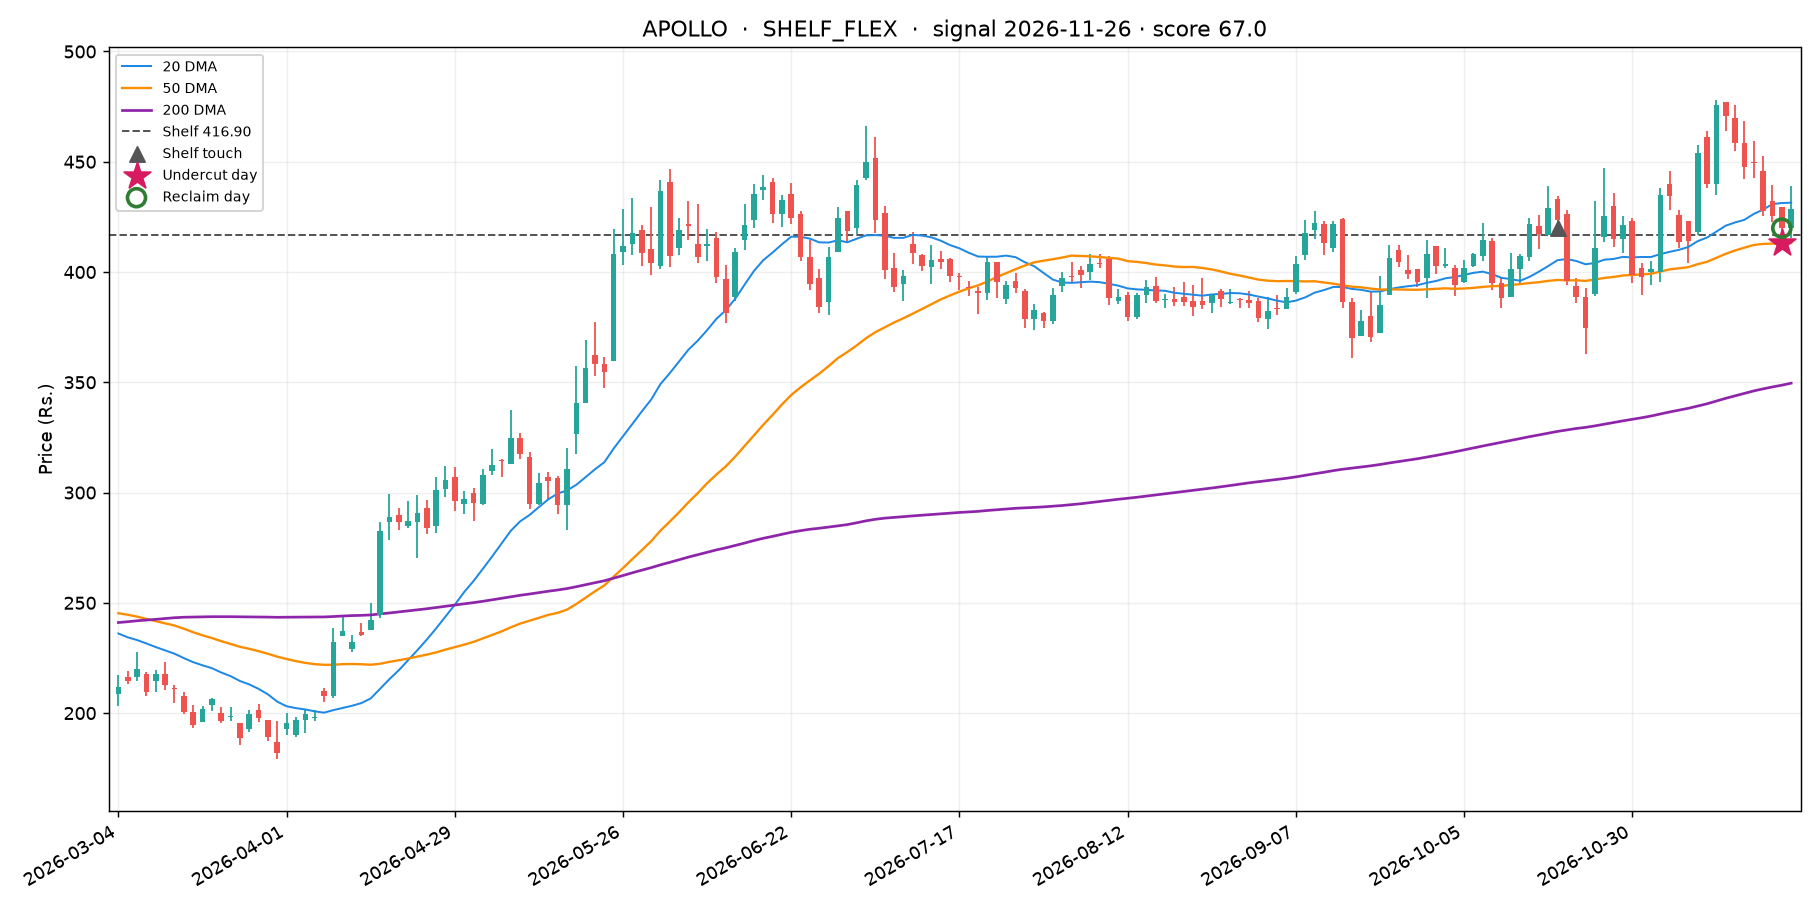 APOLLO · SHELF_FLEX · signal 2026-11-26 · score 67.0
20 DMA
50 DMA
200 DMA
Shelf 416.90
Shelf touch
Undercut day
Reclaim day
Price (Rs.)
500
450
400
350
300
250
200
2026-03-04
2026-04-01
2026-04-29
2026-05-26
2026-06-22
2026-07-17
2026-08-12
2026-09-07
2026-10-05
2026-10-30